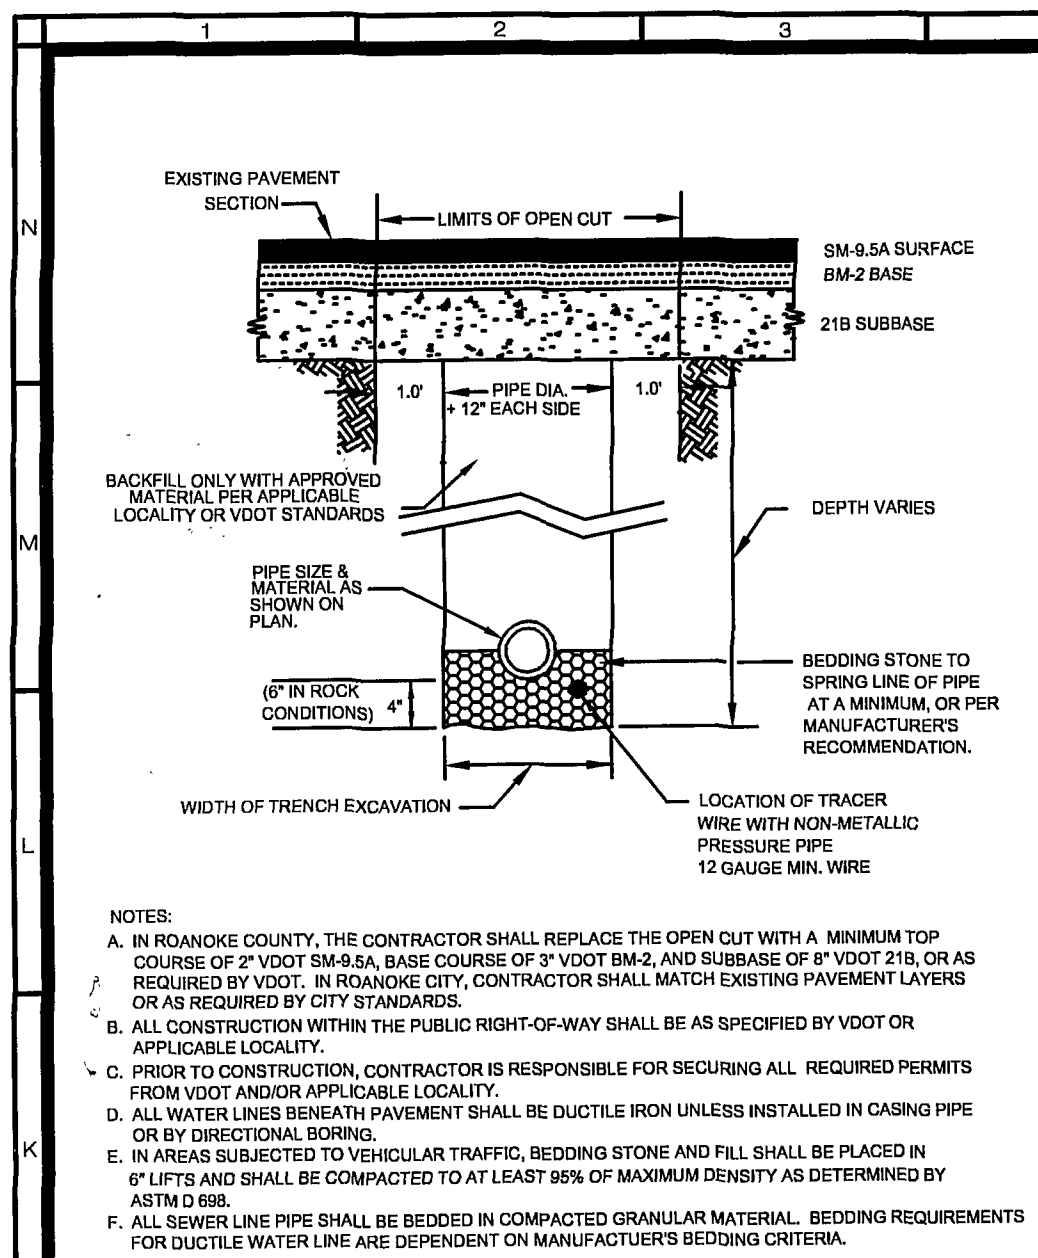 1 2 3
EXISTING PAVEMENT
SECTION
N
LIMITS OF OPEN CUT
SM-9.5A SURFACE
BM-2 BASE
21B SUBBASE
1.0'
PIPE DIA.
+ 12" EACH SIDE
1.0'
BACKFILL ONLY WITH APPROVED
MATERIAL PER APPLICABLE
LOCALITY OR VDOT STANDARDS
DEPTH VARIES
M
PIPE SIZE &
MATERIAL AS
SHOWN ON
PLAN.
(6" IN ROCK
CONDITIONS)
4"
BEDDING STONE TO
SPRING LINE OF PIPE
AT A MINIMUM, OR PER
MANUFACTURER'S
RECOMMENDATION.
WIDTH OF TRENCH EXCAVATION
LOCATION OF TRACER
WIRE WITH NON-METALLIC
PRESSURE PIPE
12 GAUGE MIN. WIRE
L
NOTES:
A. IN ROANOKE COUNTY, THE CONTRACTOR SHALL REPLACE THE OPEN CUT WITH A MINIMUM TOP
COURSE OF 2" VDOT SM-9.5A, BASE COURSE OF 3" VDOT BM-2, AND SUBBASE OF 8" VDOT 21B, OR AS
REQUIRED BY VDOT. IN ROANOKE CITY, CONTRACTOR SHALL MATCH EXISTING PAVEMENT LAYERS
OR AS REQUIRED BY CITY STANDARDS.
B. ALL CONSTRUCTION WITHIN THE PUBLIC RIGHT-OF-WAY SHALL BE AS SPECIFIED BY VDOT OR
APPLICABLE LOCALITY.
C. PRIOR TO CONSTRUCTION, CONTRACTOR IS RESPONSIBLE FOR SECURING ALL REQUIRED PERMITS
FROM VDOT AND/OR APPLICABLE LOCALITY.
D. ALL WATER LINES BENEATH PAVEMENT SHALL BE DUCTILE IRON UNLESS INSTALLED IN CASING PIPE
OR BY DIRECTIONAL BORING.
K
E. IN AREAS SUBJECTED TO VEHICULAR TRAFFIC, BEDDING STONE AND FILL SHALL BE PLACED IN
6" LIFTS AND SHALL BE COMPACTED TO AT LEAST 95% OF MAXIMUM DENSITY AS DETERMINED BY
ASTM D 698.
F. ALL SEWER LINE PIPE SHALL BE BEDDED IN COMPACTED GRANULAR MATERIAL. BEDDING REQUIREMENTS
FOR DUCTILE WATER LINE ARE DEPENDENT ON MANUFACTUER'S BEDDING CRITERIA.